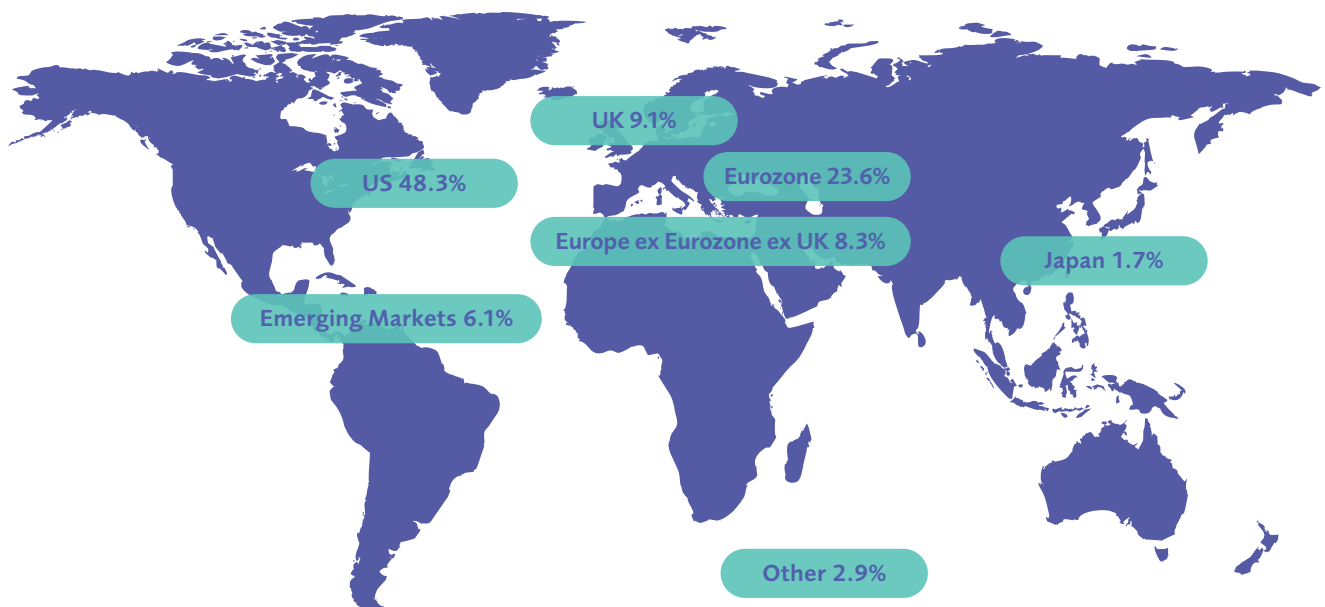 UK 9.1%
Eurozone 23.6%
US 48.3%
Europe ex Eurozone ex UK 8.3%
Japan 1.7%
Emerging Markets 6.1%
Other 2.9%